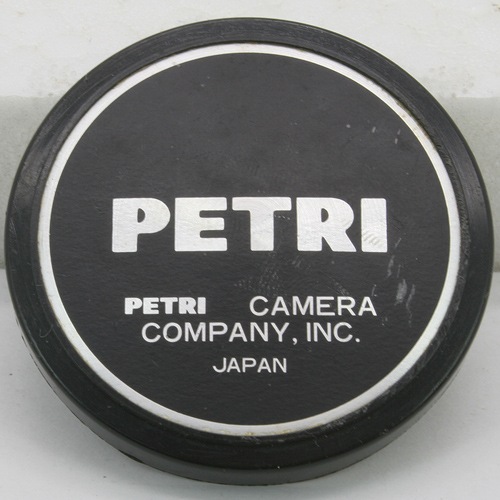 PETRI
PETRI CAMERA
COMPANY, INC.
JAPAN